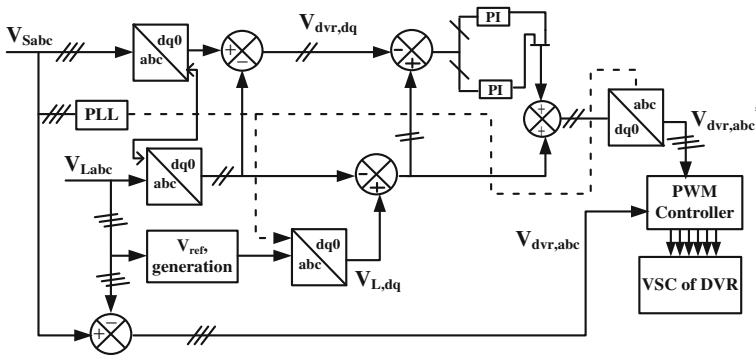 V_Sabc
dq0
abc
+
−
V_dvr,dq
-
+
PI
PI
+
+
abc
dq0
V_dvr,abc*
PLL
V_Labc
dq0
abc
-
+
PWM
Controller
V_ref,
generation
dq0
abc
V_L,dq
V_dvr,abc
VSC of DVR
+
−